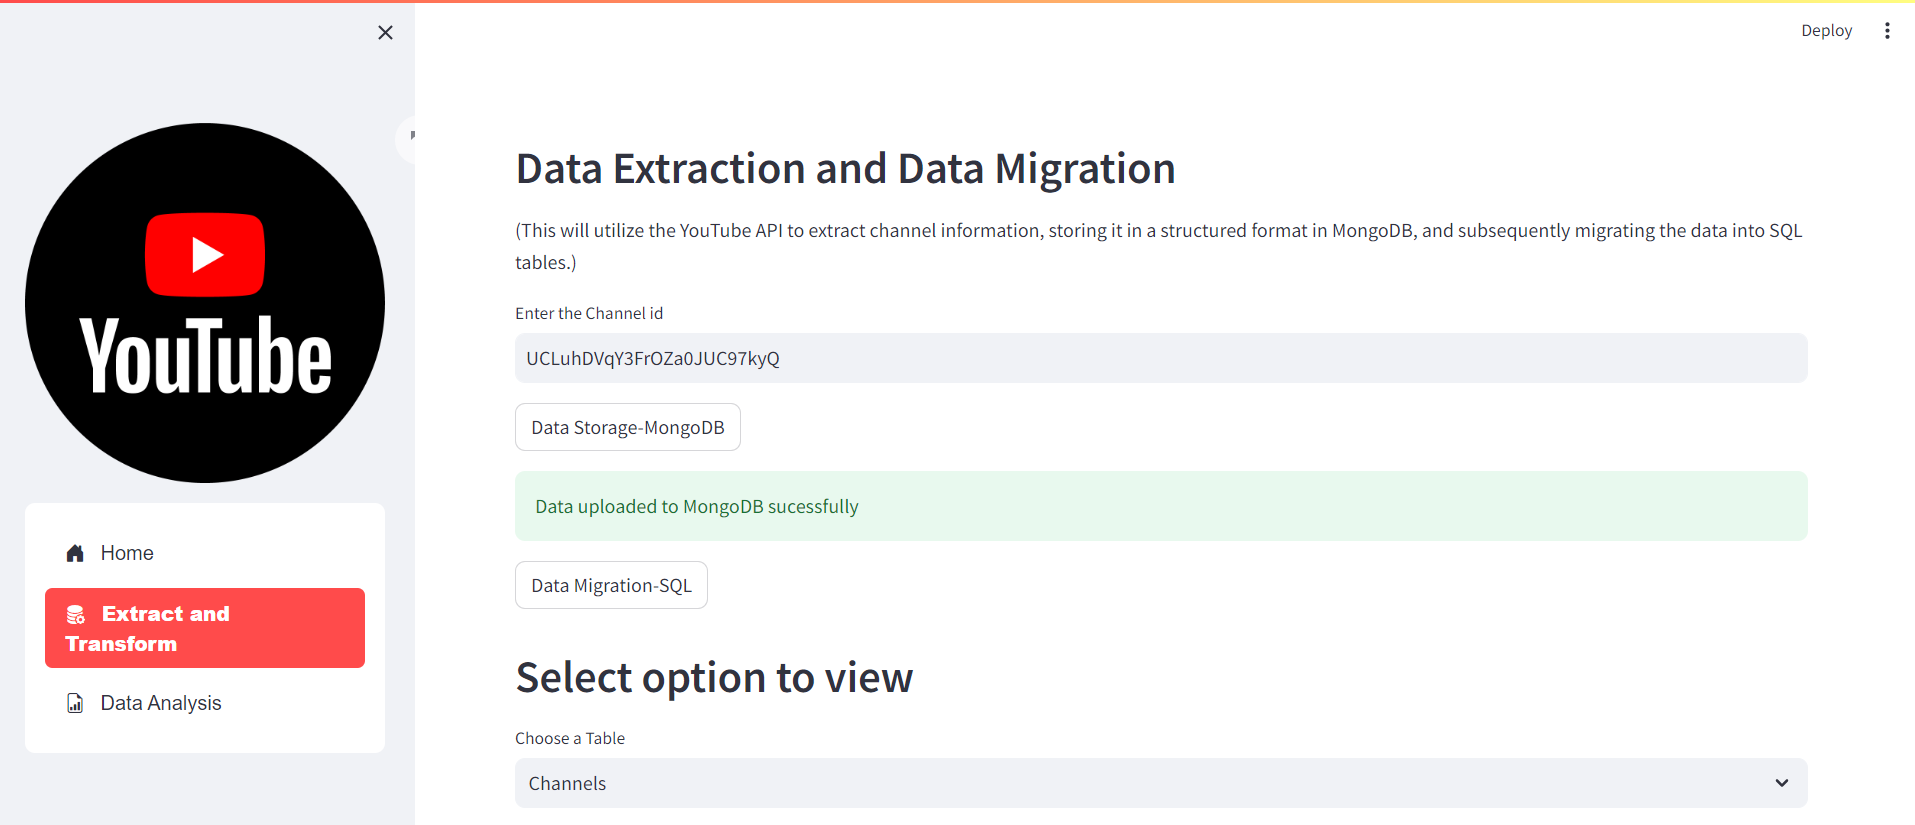 Deploy
YouTube
Home
Extract and
Transform
Data Analysis
Data Extraction and Data Migration
(This will utilize the YouTube API to extract channel information, storing it in a structured format in MongoDB, and subsequently migrating the data into SQL
tables.)
Enter the Channel id
UCLuhDVqY3FrOZa0JUC97kyQ
Data Storage-MongoDB
Data uploaded to MongoDB sucessfully
Data Migration-SQL
Select option to view
Choose a Table
Channels